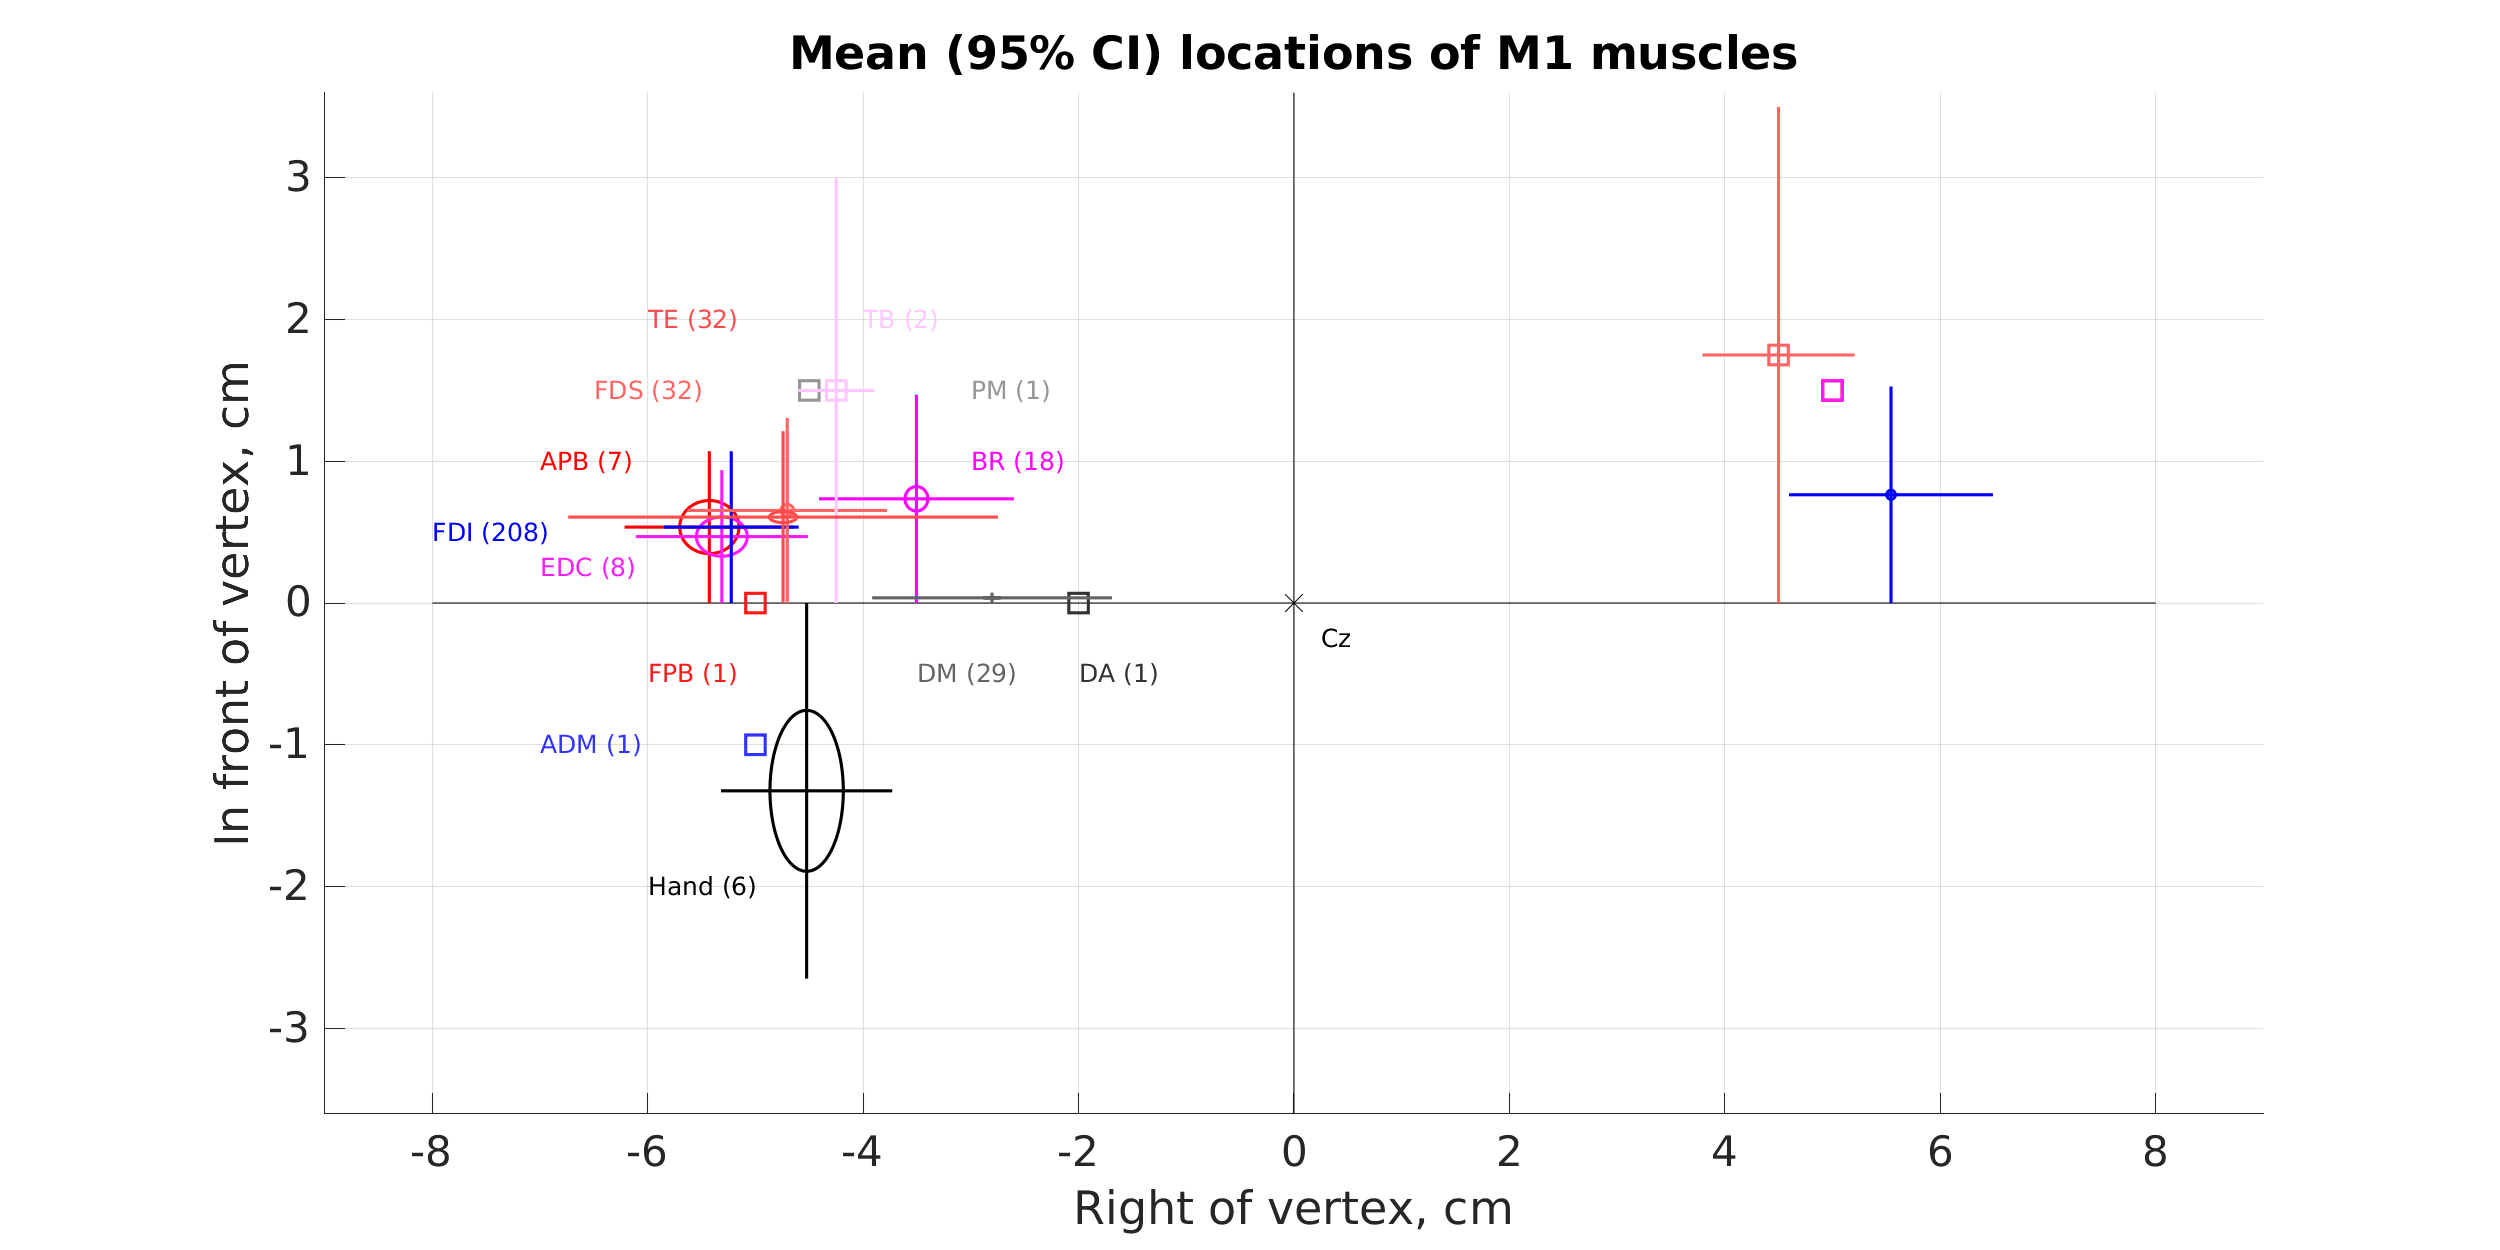 Mean (95% CI) locations of M1 muscles
In front of vertex, cm
3
2
1
0
-1
-2
-3
TE (32)
TB (2)
FDS (32)
PM (1)
APB (7)
BR (18)
FDI (208)
EDC (8)
Cz
FPB (1)
DM (29)
DA (1)
ADM (1)
Hand (6)
-8
-6
-4
-2
0
2
4
6
8
Right of vertex, cm